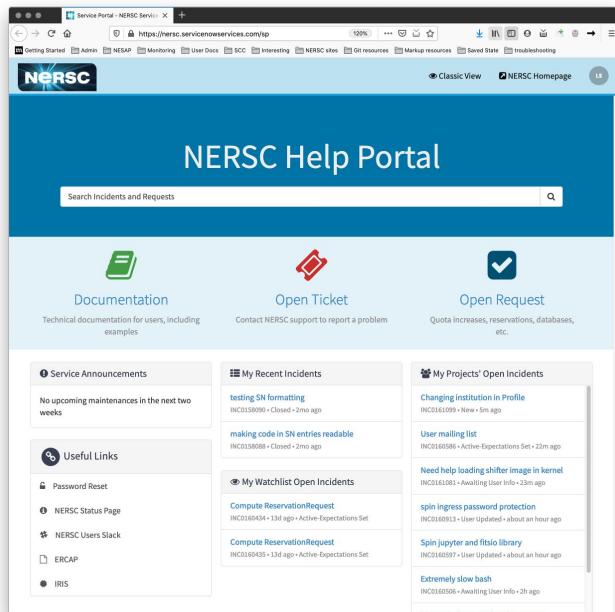 Service Portal - NERSC Service
https://nersc.servicenowservices.com/sp
120%
Getting Started Admin NESAP Monitoring User Docs SCC Interesting NERSC sites Git resources Markup resources Saved State troubleshooting
NERSC
Classic View NERSC Homepage LS
NERSC Help Portal
Search Incidents and Requests
Documentation
Technical documentation for users, including
examples
Open Ticket
Contact NERSC support to report a problem
Open Request
Quota increases, reservations, databases,
etc.
Service Announcements
No upcoming maintenances in the next two
weeks
Useful Links
Password Reset
NERSC Status Page
NERSC Users Slack
ERCAP
IRIS
My Recent Incidents
testing SN formatting
INC0158090 • Closed • 2mo ago
making code in SN entries readable
INC0158088 • Closed • 2mo ago
My Watchlist Open Incidents
Compute ReservationRequest
INC0160434 • 13d ago • Active-Expectations Set
Compute ReservationRequest
INC0160435 • 13d ago • Active-Expectations Set
My Projects' Open Incidents
Changing institution in Profile
INC0161099 • New • 5m ago
User mailing list
INC0160586 • Active-Expectations Set • 22m ago
Need help loading shifter image in kernel
INC0161081 • Awaiting User Info • 23m ago
spin ingress password protection
INC0160913 • User Updated • about an hour ago
Spin jupyter and fitsio library
INC0160597 • User Updated • about an hour ago
Extremely slow bash
INC0160506 • Awaiting User Info • 2h ago